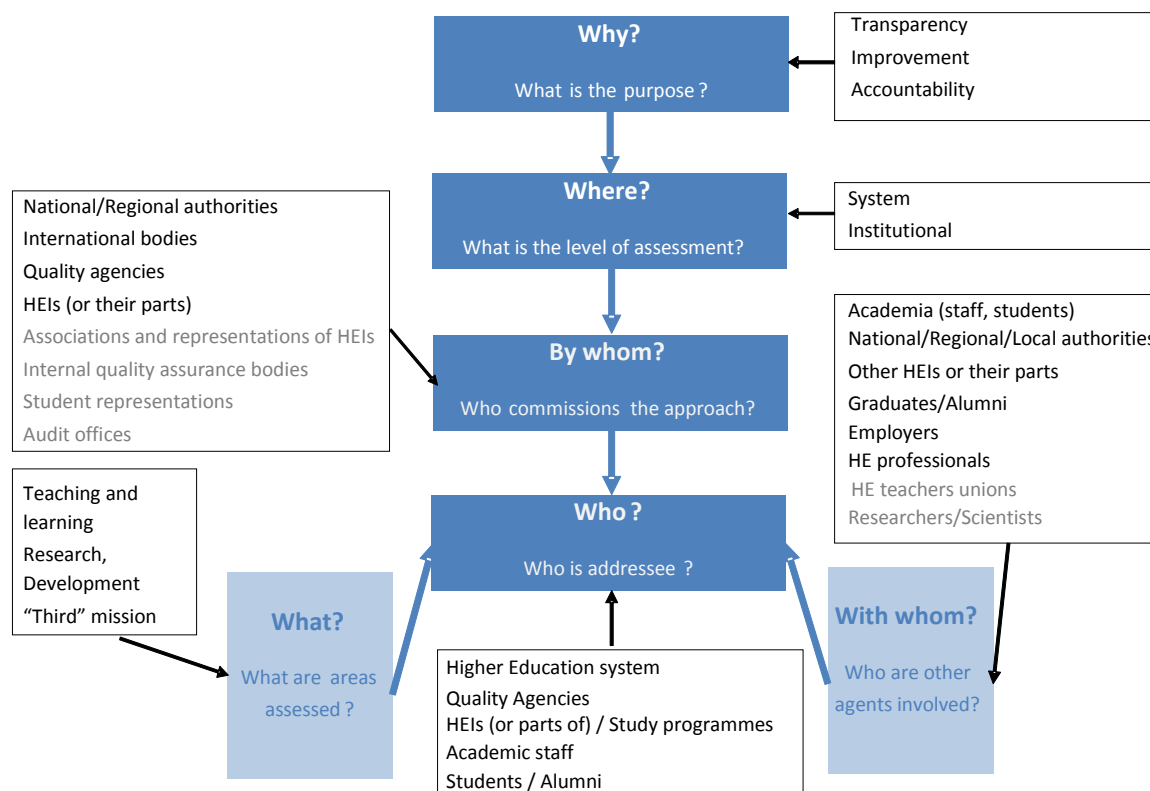 Why?
What is the purpose ?
Transparency
Improvement
Accountability
Where?
What is the level of assessment?
System
Institutional
National/Regional authorities
International bodies
Quality agencies
HEIs (or their parts)
Associations and representations of HEIs
Internal quality assurance bodies
Student representations
Audit offices
By whom?
Who commissions the approach?
Academia (staff, students)
National/Regional/Local authorities
Other HEIs or their parts
Graduates/Alumni
Employers
HE professionals
HE teachers unions
Researchers/Scientists
Teaching and
learning
Research,
Development
“Third” mission
Who ?
Who is addressee ?
What?
What are areas
assessed ?
With whom?
Who are other
agents involved?
Higher Education system
Quality Agencies
HEIs (or parts of) / Study programmes
Academic staff
Students / Alumni